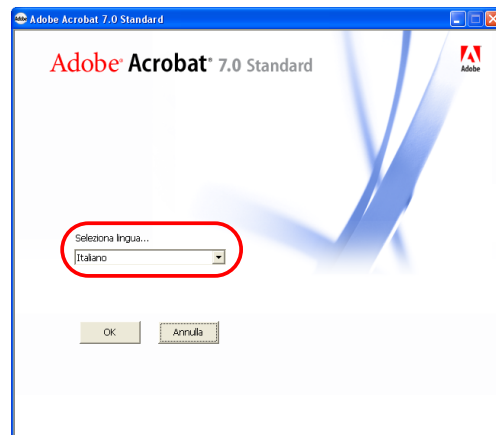 Adobe Acrobat 7.0 Standard
Adobe Acrobat 7.0 Standard
Adobe
Seleziona lingua...
Italiano
OK
Annulla